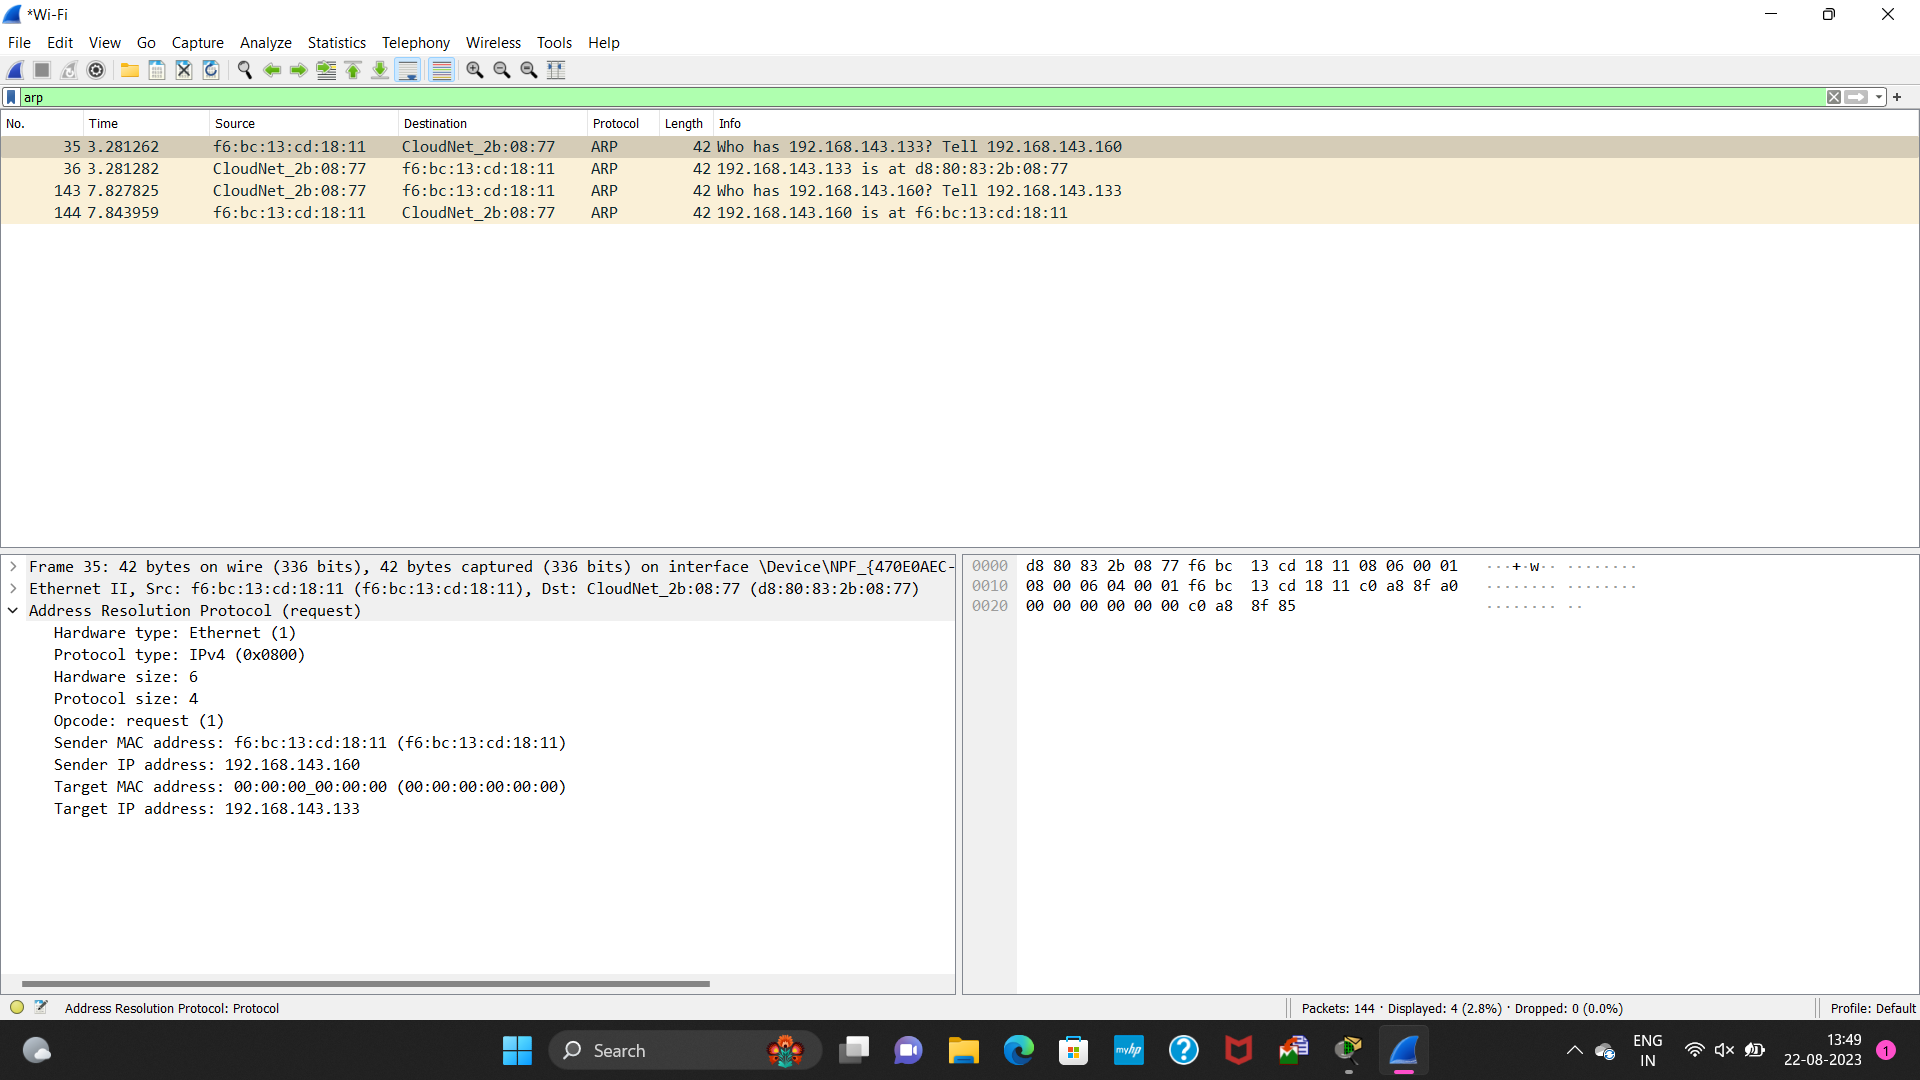 *Wi-Fi
File Edit View Go Capture Analyze Statistics Telephony Wireless Tools Help
arp
No. Time Source Destination Protocol Length Info
35 3.281262 f6:bc:13:cd:18:11 CloudNet_2b:08:77 ARP 42 Who has 192.168.143.133? Tell 192.168.143.160
36 3.281282 CloudNet_2b:08:77 f6:bc:13:cd:18:11 ARP 42 192.168.143.133 is at d8:80:83:2b:08:77
143 7.827825 CloudNet_2b:08:77 f6:bc:13:cd:18:11 ARP 42 Who has 192.168.143.160? Tell 192.168.143.133
144 7.843959 f6:bc:13:cd:18:11 CloudNet_2b:08:77 ARP 42 192.168.143.160 is at f6:bc:13:cd:18:11
Frame 35: 42 bytes on wire (336 bits), 42 bytes captured (336 bits) on interface \Device\NPF_{470E0AEC-
Ethernet II, Src: f6:bc:13:cd:18:11 (f6:bc:13:cd:18:11), Dst: CloudNet_2b:08:77 (d8:80:83:2b:08:77)
Address Resolution Protocol (request)
Hardware type: Ethernet (1)
Protocol type: IPv4 (0x0800)
Hardware size: 6
Protocol size: 4
Opcode: request (1)
Sender MAC address: f6:bc:13:cd:18:11 (f6:bc:13:cd:18:11)
Sender IP address: 192.168.143.160
Target MAC address: 00:00:00_00:00:00 (00:00:00:00:00:00)
Target IP address: 192.168.143.133
0000 d8 80 83 2b 08 77 f6 bc 13 cd 18 11 08 06 00 01 ···+·w·· ········
0010 08 00 06 04 00 01 f6 bc 13 cd 18 11 c0 a8 8f a0 ········ ········
0020 00 00 00 00 00 00 c0 a8 8f 85 ········ ··
Address Resolution Protocol: Protocol
Packets: 144 · Displayed: 4 (2.8%) · Dropped: 0 (0.0%)
Profile: Default
Search
myhp
ENG
IN
13:49
22-08-2023
1